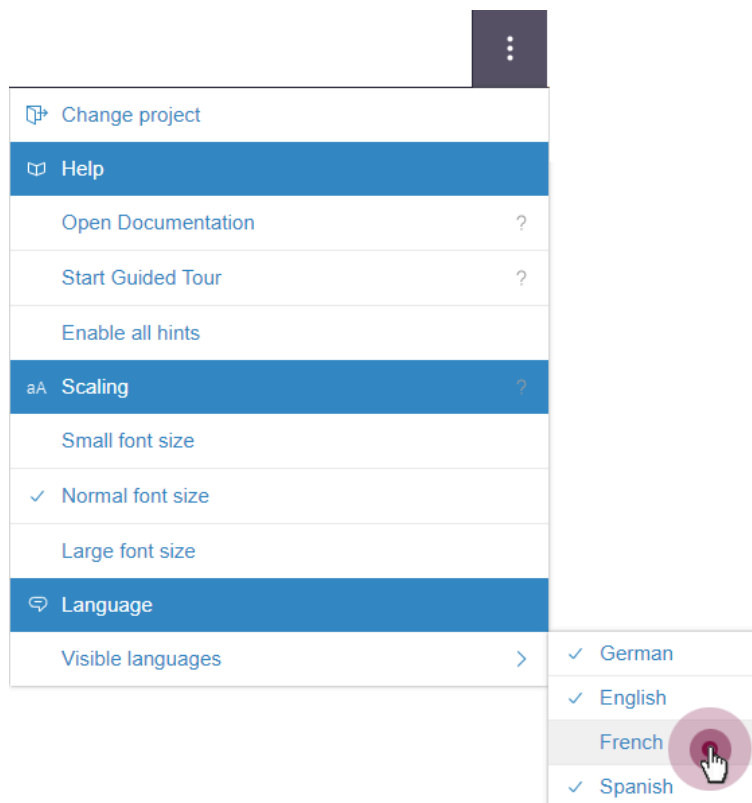 Change project
Help
Open Documentation ?
Start Guided Tour ?
Enable all hints
aA Scaling ?
Small font size
Normal font size
Large font size
Language
Visible languages
German
English
French
Spanish